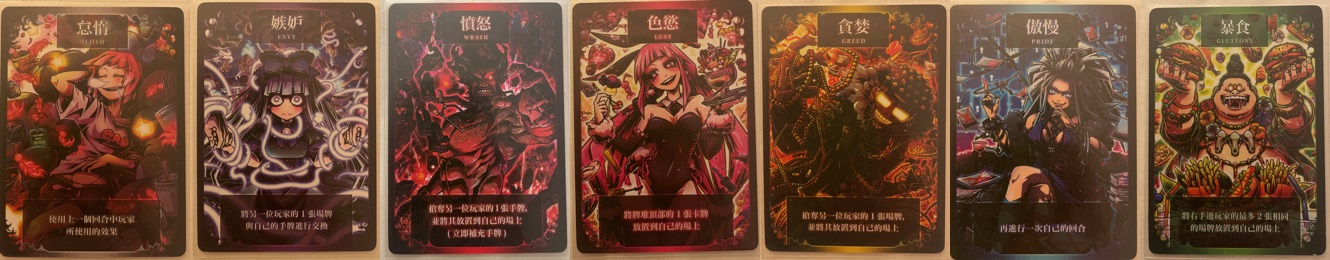 怠惰
SLOTH
使用上一個回合中玩家
所使用的效果
嫉妒
ENVY
將另一位玩家的1張場牌
與自己的手牌進行交換
憤怒
WRATH
搶奪另一位玩家的1張手牌,
並將其放置到自己的場上
(立即補充手牌)
色慾
LUST
將牌堆頂部的1張卡牌
放置到自己的場上
貪婪
GREED
搶奪另一位玩家的1張場牌,
並將其放置到自己的場上
傲慢
PRIDE
再進行一次自己的回合
暴食
GLUTTONY
將右手邊玩家的最多2張相同
的場牌放置到自己的場上